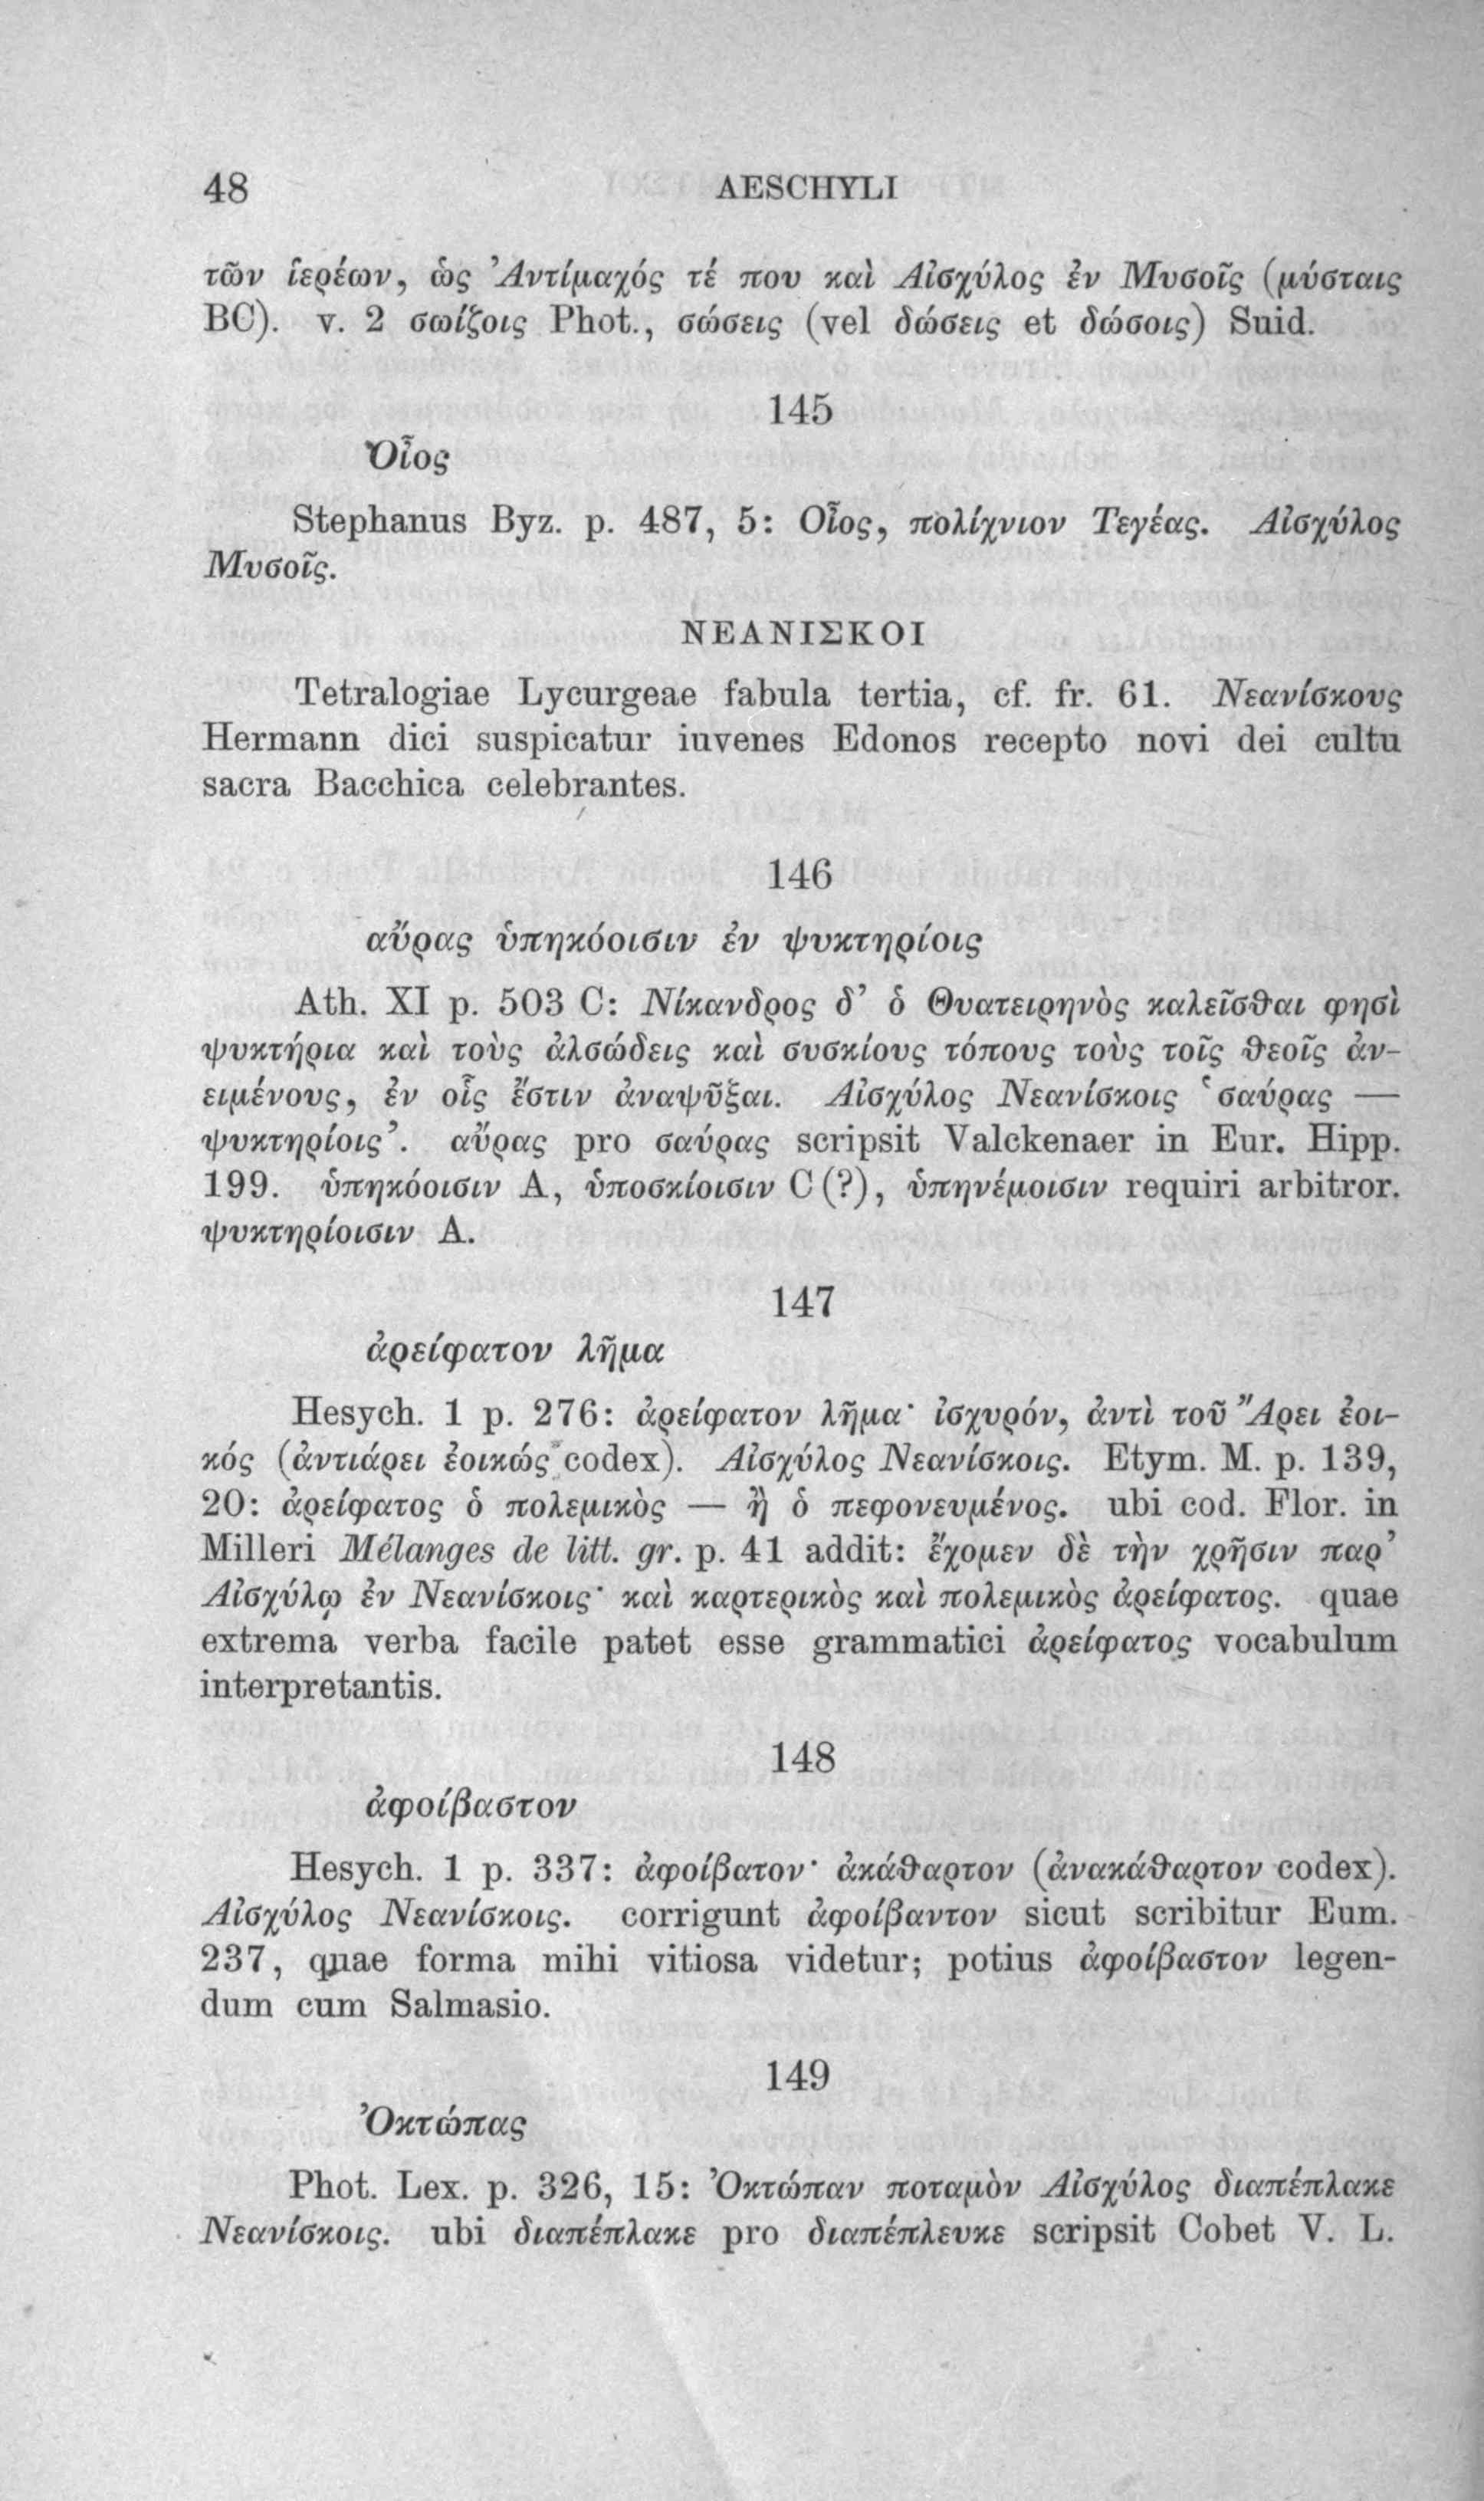 48
AESCHYLI
τῶν ἱερέων, ὡς Ἀντίμαχός τέ που καὶ Αἰσχύλος ἐν Μυσοῖς (μύσταις
BC). v. 2 σωίζοις Phot., σώσεις (vel δώσεις et δώσοις) Suid.
145
Ὀῖος
Stephanus Byz. p. 487, 5: Οἶος, πολίχνιον Τεγέας. Αἰσχύλος
Μυσοῖς.
ΝΕΑΝΙΣΚΟΙ
Tetralogiae Lycurgeae fabula tertia, cf. fr. 61. Νεανίσκους
Hermann dici suspicatur iuvenes Edonos recepto novi dei cultu
sacra Bacchica celebrantes.
146
αὔρας ὑπηκόοισιν ἐν ψυκτηρίοις
Ath. XI p. 503 C: Νίκανδρος δ’ ὁ Θυατειρηνὸς καλεῖσθαι φησὶ
ψυκτήρια καὶ τοὺς ἀλσώδεις καὶ συσκίους τόπους τοὺς τοῖς θεοῖς ἀν-
ειμένους, ἐν οἷς ἔστιν ἀναψῦξαι. Αἰσχύλος Νεανίσκοις ‘σαύρας —
ψυκτηρίοις’. αὔρας pro σαύρας scripsit Valckenaer in Eur. Hipp.
199. ὑπηκόοισιν A, ὑποσκίοισιν C (?), ὑπηνέμοισιν requiri arbitror.
ψυκτηρίοισιν A.
147
ἀρείφατον λῆμα
Hesych. 1 p. 276: ἀρείφατον λῆμα· ἰσχυρόν, ἀντὶ τοῦ Ἄρει ἐοι-
κός (ἀντιάρει ἐοικώς codex). Αἰσχύλος Νεανίσκοις. Etym. M. p. 139,
20: ἀρείφατος ὁ πολεμικὸς — ἢ ὁ πεφονευμένος. ubi cod. Flor. in
Milleri Mélanges de litt. gr. p. 41 addit: ἔχομεν δὲ τὴν χρῆσιν παρ’
Αἰσχύλῳ ἐν Νεανίσκοις· καὶ καρτερικὸς καὶ πολεμικὸς ἀρείφατος. quae
extrema verba facile patet esse grammatici ἀρείφατος vocabulum
interpretantis.
148
ἀφοίβαστον
Hesych. 1 p. 337: ἀφοίβατον· ἀκάθαρτον (ἀνακάθαρτον codex).
Αἰσχύλος Νεανίσκοις. corrigunt ἀφοίβαντον sicut scribitur Eum.
237, quae forma mihi vitiosa videtur; potius ἀφοίβαστον legen-
dum cum Salmasio.
149
Ὀκτώπας
Phot. Lex. p. 326, 15: Ὀκτώπαν ποταμὸν Αἰσχύλος διαπέπλακε
Νεανίσκοις. ubi διαπέπλακε pro διαπέπλευκε scripsit Cobet V. L.